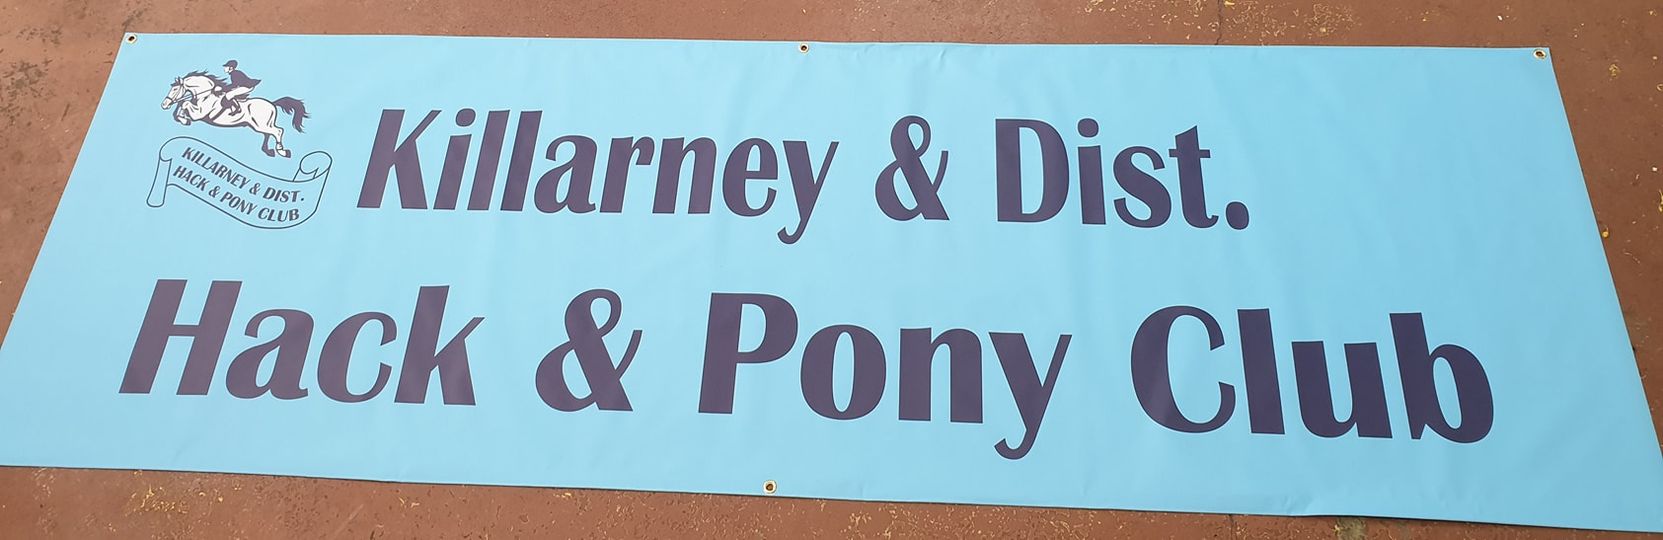 KILLARNEY & DIST.
HACK & PONY CLUB
Killarney & Dist.
Hack & Pony Club